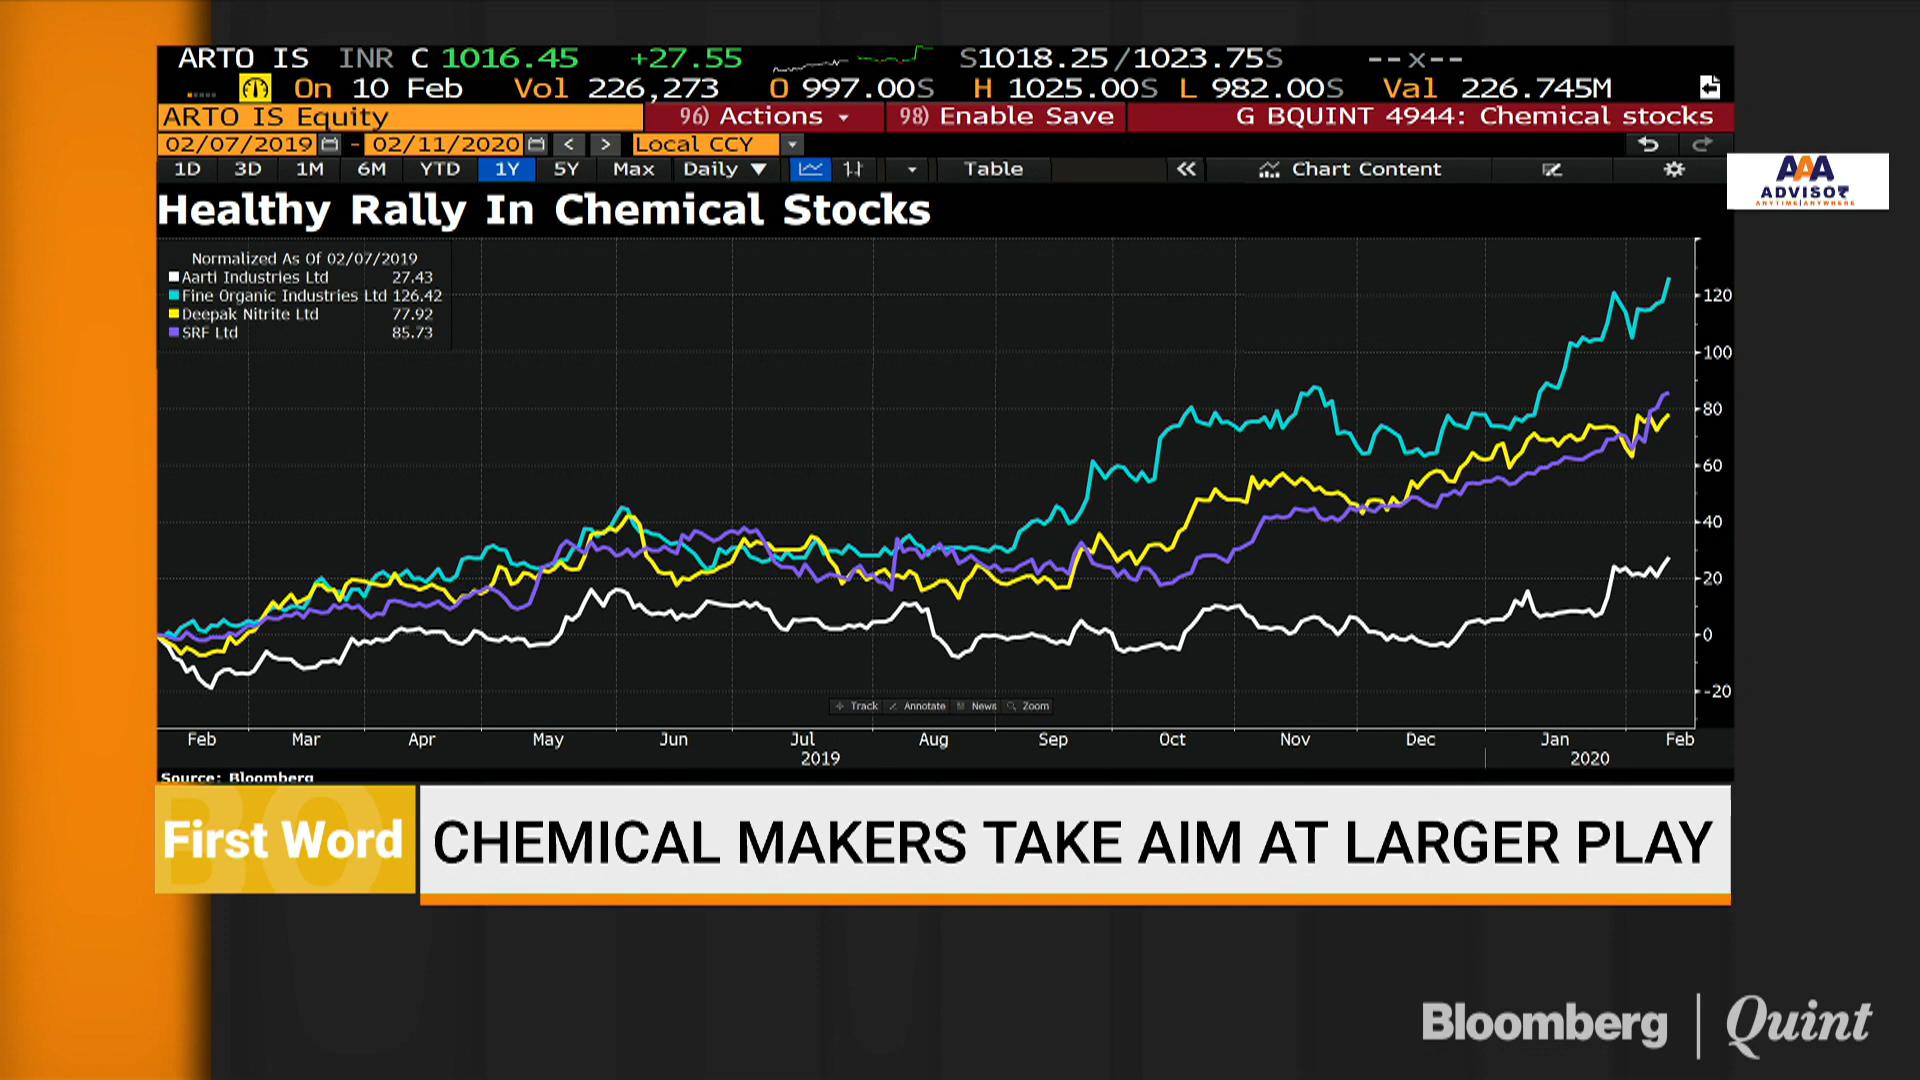 ARTO IS INR C 1016.45 +27.55 S1018.25/1023.75S --x--
On 10 Feb Vol 226,273 O 997.00S H 1025.00S L 982.00S Val 226.745M
ARTO IS Equity 96) Actions 98) Enable Save G BQUINT 4944: Chemical stocks
02/07/2019 - 02/11/2020 < > Local CCY
1D 3D 1M 6M YTD 1Y 5Y Max Daily Table Chart Content
AAA
ADVISO₹
ANYTIME|ANYWHERE
Healthy Rally In Chemical Stocks
Normalized As Of 02/07/2019
Aarti Industries Ltd 27.43
Fine Organic Industries Ltd 126.42
Deepak Nitrite Ltd 77.92
SRF Ltd 85.73
120
100
80
60
40
20
0
-20
Track Annotate News Zoom
Feb Mar Apr May Jun Jul Aug Sep Oct Nov Dec Jan Feb
2019 2020
Source: Bloomberg
First Word
CHEMICAL MAKERS TAKE AIM AT LARGER PLAY
Bloomberg | Quint